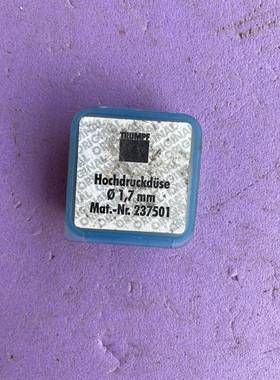 TRUMPF
Hochdruckdüse
Ø 1,7 mm
Mat.-Nr. 237501